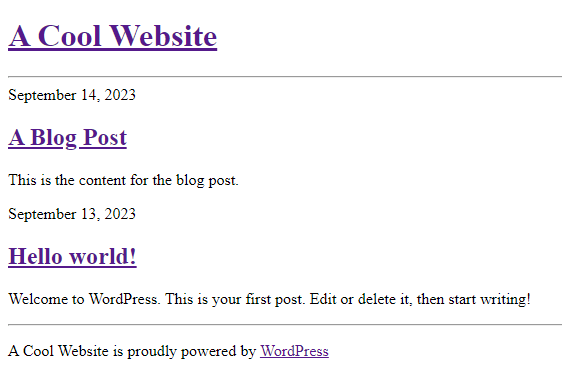 A Cool Website
September 14, 2023
A Blog Post
This is the content for the blog post.
September 13, 2023
Hello world!
Welcome to WordPress. This is your first post. Edit or delete it, then start writing!
A Cool Website is proudly powered by WordPress